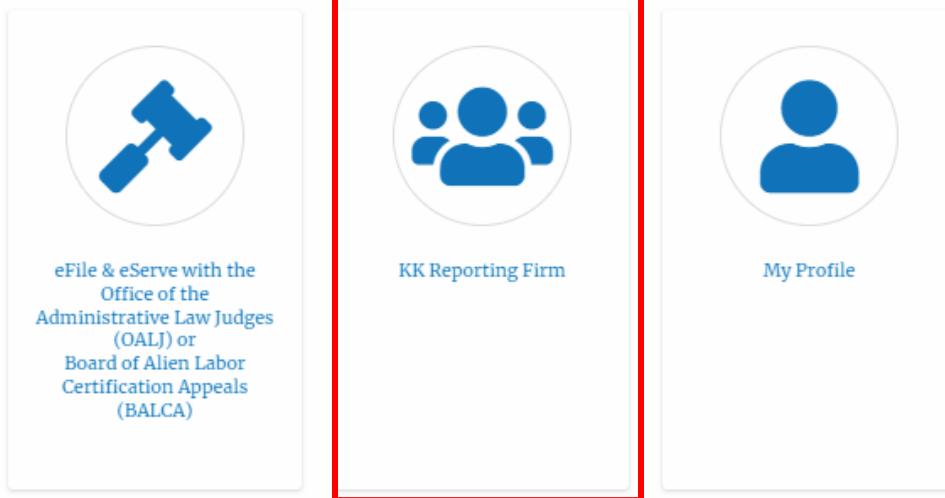 eFile & eServe with the
Office of the
Administrative Law Judges
(OALJ) or
Board of Alien Labor
Certification Appeals
(BALCA)
KK Reporting Firm
My Profile